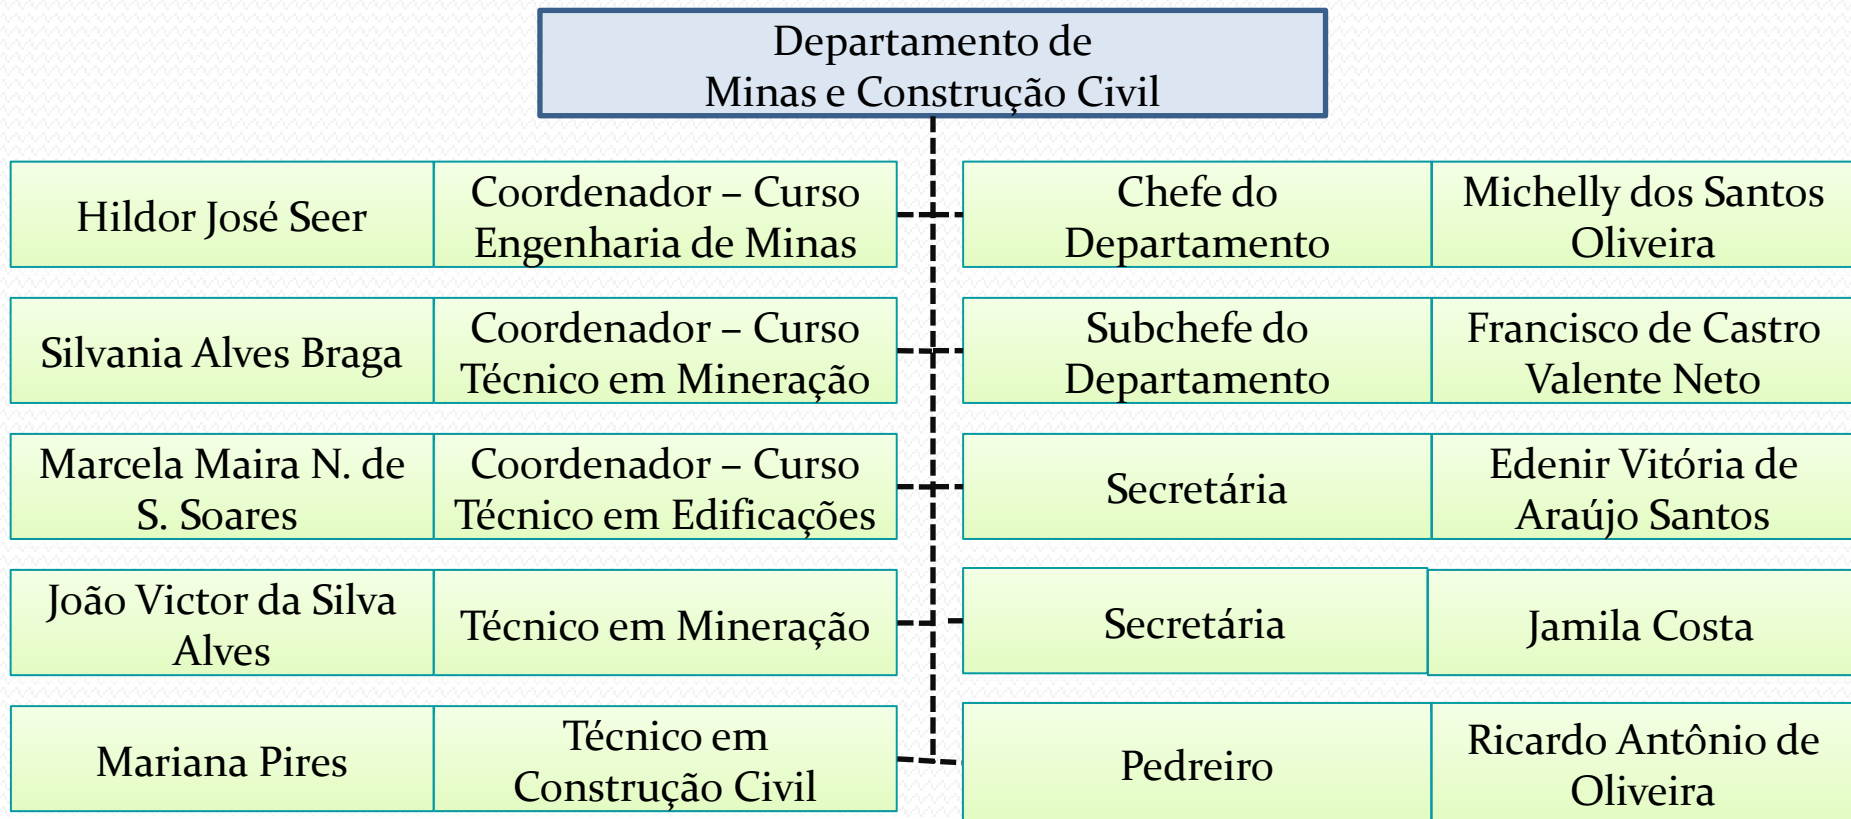 Departamento de
Minas e Construção Civil
Hildor José Seer
Coordenador – Curso
Engenharia de Minas
Chefe do
Departamento
Michelly dos Santos
Oliveira
Silvania Alves Braga
Coordenador – Curso
Técnico em Mineração
Subchefe do
Departamento
Francisco de Castro
Valente Neto
Marcela Maira N. de
S. Soares
Coordenador – Curso
Técnico em Edificações
Secretária
Edenir Vitória de
Araújo Santos
João Victor da Silva
Alves
Técnico em Mineração
Secretária
Jamila Costa
Mariana Pires
Técnico em
Construção Civil
Pedreiro
Ricardo Antônio de
Oliveira